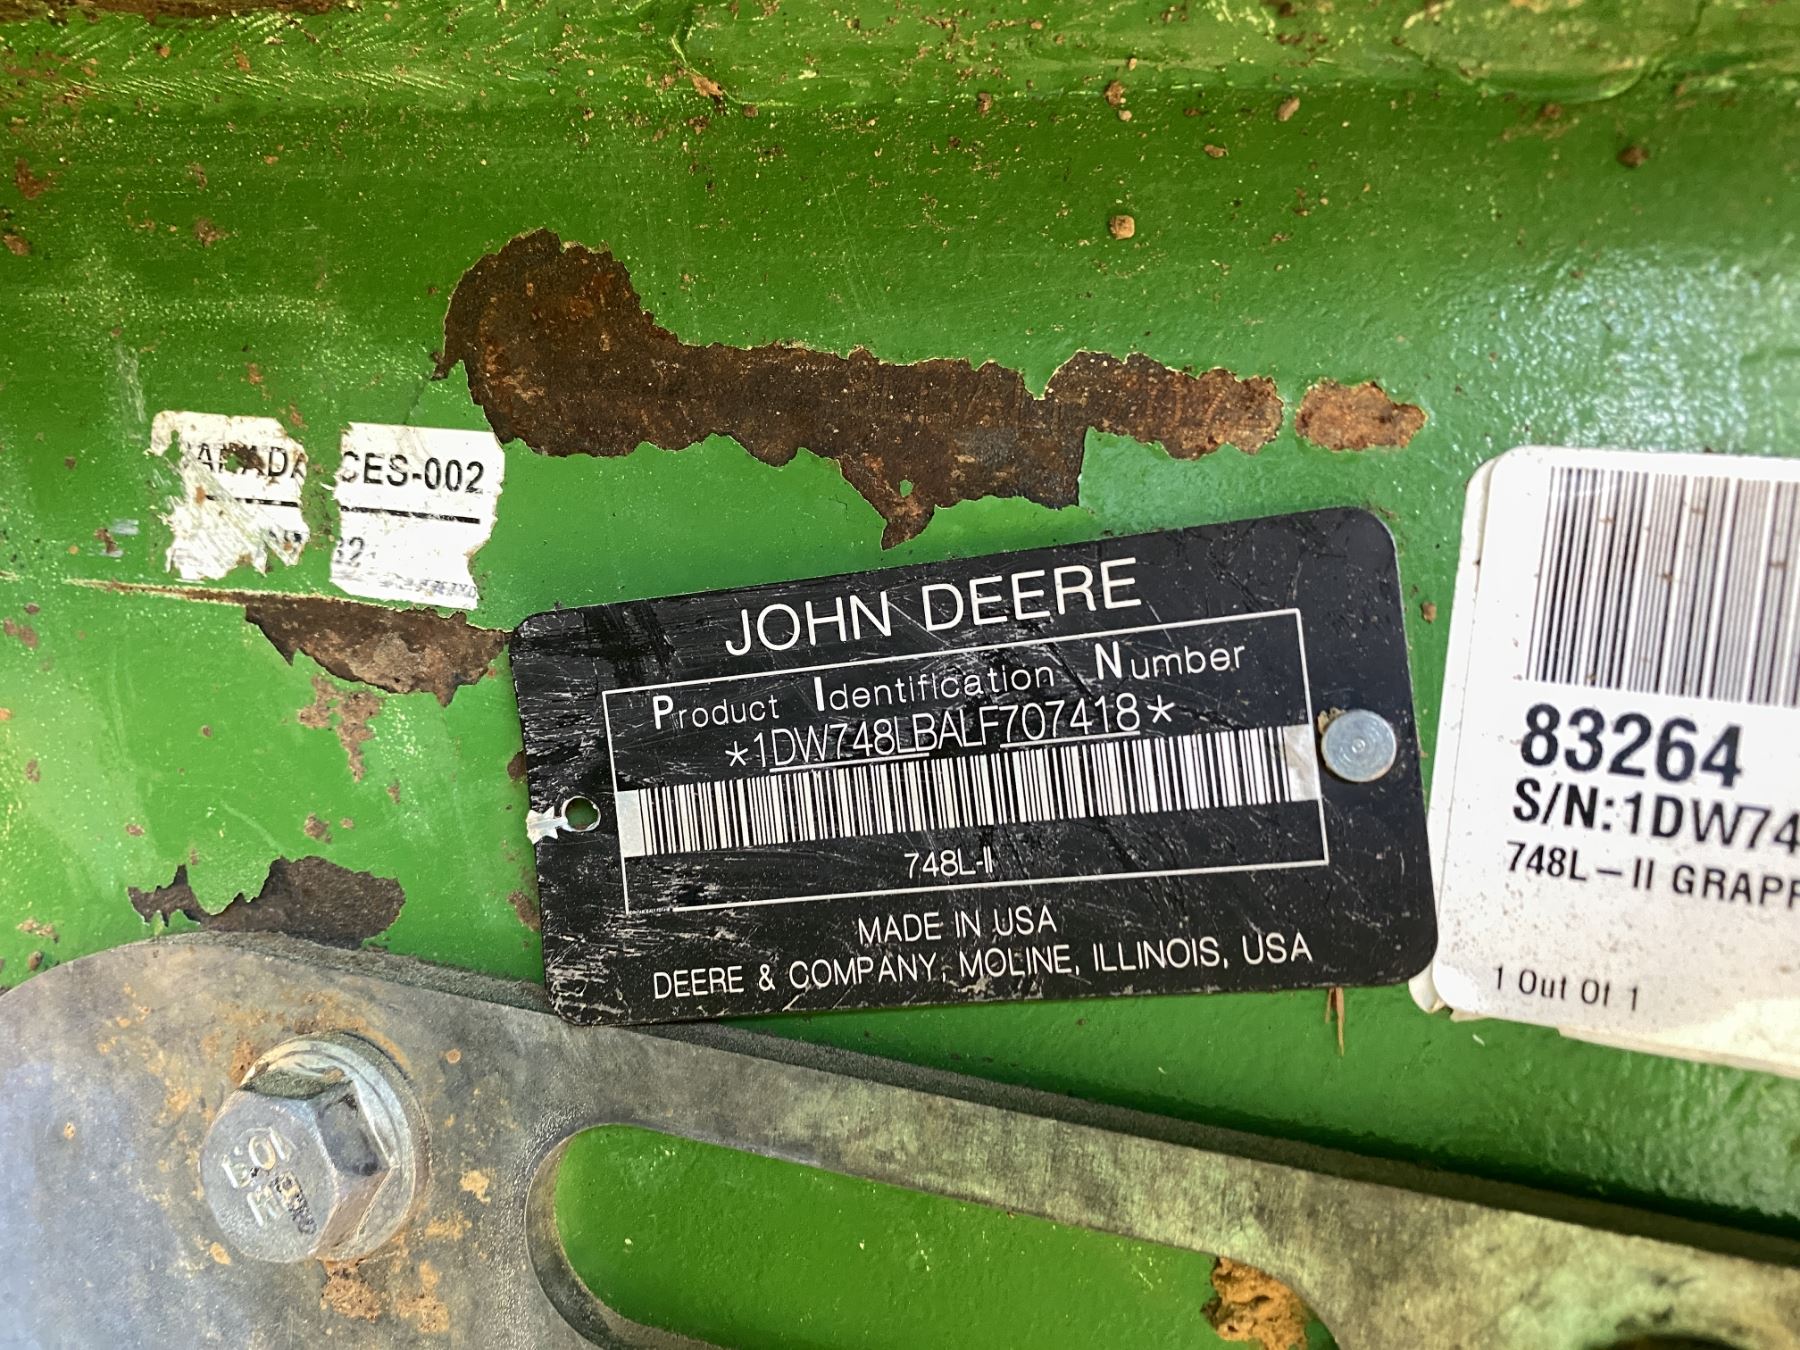 CES-002
JOHN DEERE
Product Identification Number
*1DW748LBALF707418*
748L-II
MADE IN USA
DEERE & COMPANY, MOLINE, ILLINOIS, USA
83264
S/N:1DW74
748L-II GRAPP
1 Out Of 1